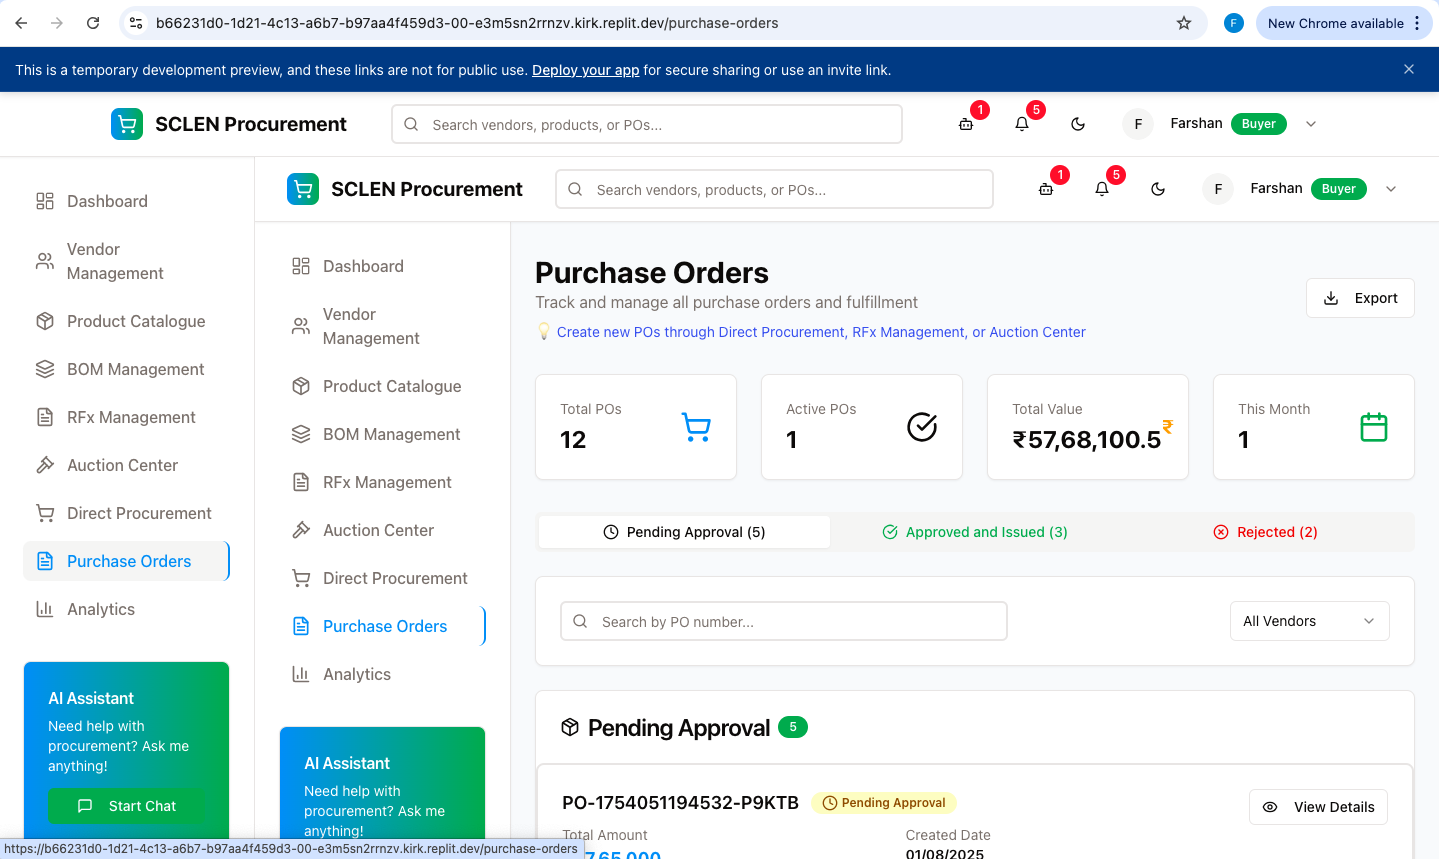 b66231d0-1d21-4c13-a6b7-b97aa4f459d3-00-e3m5sn2rrnzv.kirk.replit.dev/purchase-orders
F
New Chrome available
This is a temporary development preview, and these links are not for public use. Deploy your app for secure sharing or use an invite link.
SCLEN Procurement
Search vendors, products, or POs...
1
5
F
Farshan
Buyer
Dashboard
Vendor
Management
Product Catalogue
BOM Management
RFx Management
Auction Center
Direct Procurement
Purchase Orders
Analytics
AI Assistant
Need help with
procurement? Ask me
anything!
Start Chat
SCLEN Procurement
Search vendors, products, or POs...
1
5
F
Farshan
Buyer
Dashboard
Vendor
Management
Product Catalogue
BOM Management
RFx Management
Auction Center
Direct Procurement
Purchase Orders
Analytics
AI Assistant
Need help with
procurement? Ask me
anything!
Purchase Orders
Track and manage all purchase orders and fulfillment
💡 Create new POs through Direct Procurement, RFx Management, or Auction Center
Export
Total POs
12
Active POs
1
Total Value
₹57,68,100.5
₹
This Month
1
Pending Approval (5)
Approved and Issued (3)
Rejected (2)
Search by PO number...
All Vendors
Pending Approval
5
PO-1754051194532-P9KTB
Pending Approval
View Details
Total Amount
Created Date
01/08/2025
https://b66231d0-1d21-4c13-a6b7-b97aa4f459d3-00-e3m5sn2rrnzv.kirk.replit.dev/purchase-orders